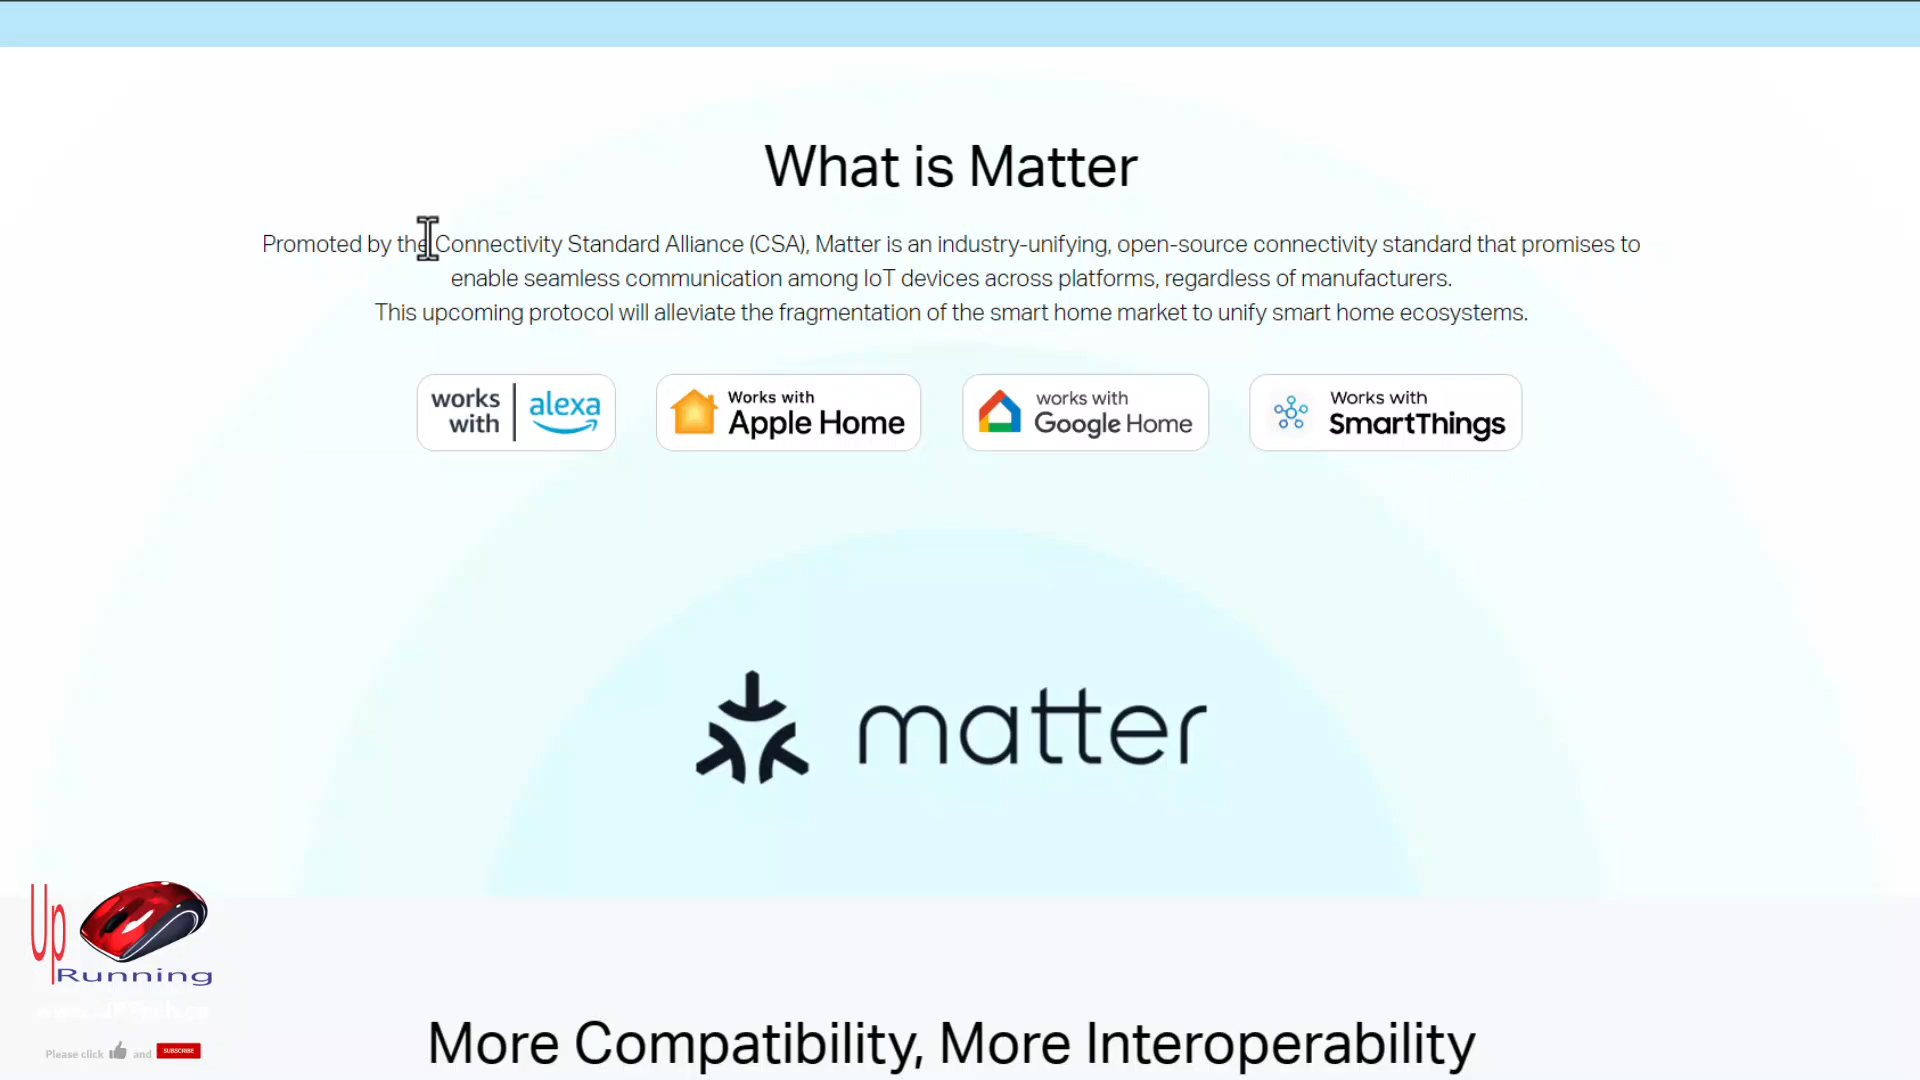 What is Matter
Promoted by the Connectivity Standard Alliance (CSA), Matter is an industry-unifying, open-source connectivity standard that promises to
enable seamless communication among IoT devices across platforms, regardless of manufacturers.
This upcoming protocol will alleviate the fragmentation of the smart home market to unify smart home ecosystems.
works with alexa
Works with Apple Home
works with Google Home
Works with SmartThings
matter
Up
Running
Please click and SUBSCRIBE
More Compatibility, More Interoperability